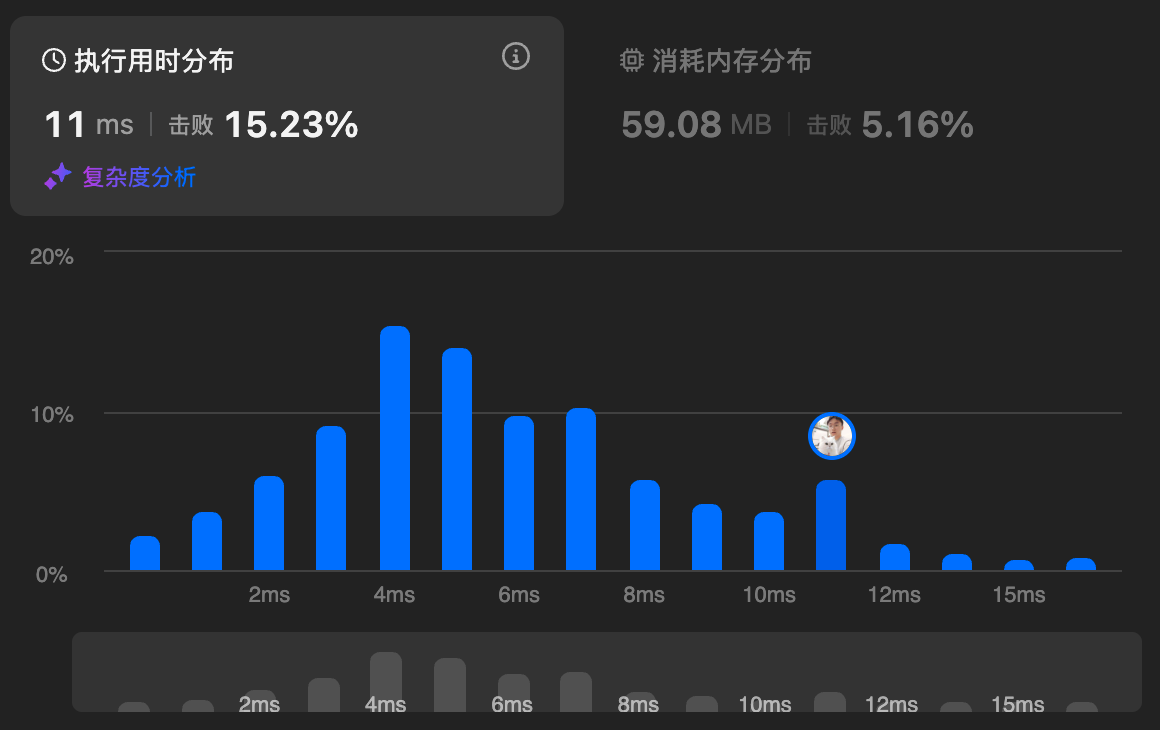 执行用时分布
11 ms | 击败 15.23%
复杂度分析
消耗内存分布
59.08 MB | 击败 5.16%
20%
10%
0%
2ms 4ms 6ms 8ms 10ms 12ms 15ms
2ms 4ms 6ms 8ms 10ms 12ms 15ms